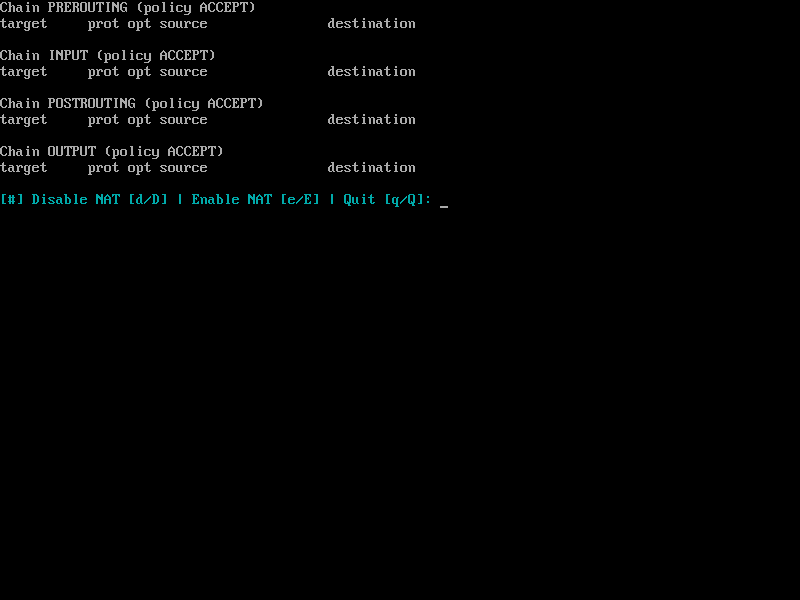 Chain PREROUTING (policy ACCEPT)
target     prot opt source               destination

Chain INPUT (policy ACCEPT)
target     prot opt source               destination

Chain POSTROUTING (policy ACCEPT)
target     prot opt source               destination

Chain OUTPUT (policy ACCEPT)
target     prot opt source               destination

[#] Disable NAT [d/D] | Enable NAT [e/E] | Quit [q/Q]: _